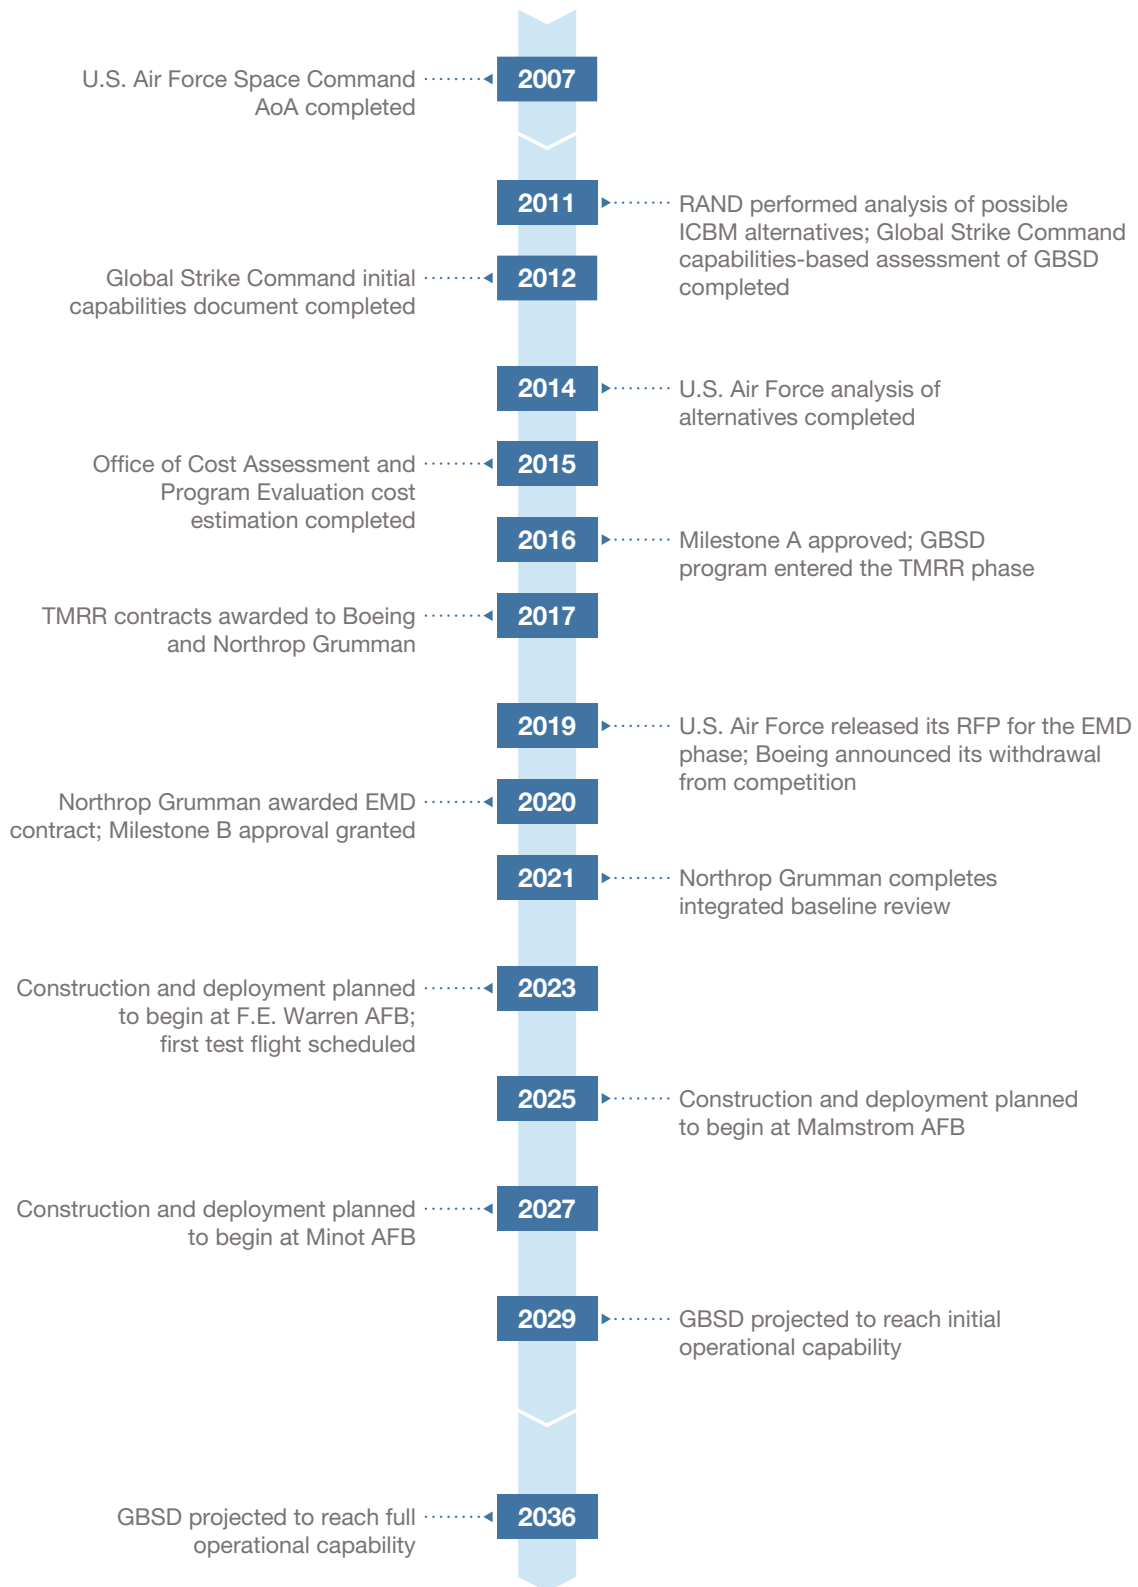 2007
U.S. Air Force Space Command
AoA completed
2011
RAND performed analysis of possible
ICBM alternatives; Global Strike Command
capabilities-based assessment of GBSD
completed
2012
Global Strike Command initial
capabilities document completed
2014
U.S. Air Force analysis of
alternatives completed
2015
Office of Cost Assessment and
Program Evaluation cost
estimation completed
2016
Milestone A approved; GBSD
program entered the TMRR phase
2017
TMRR contracts awarded to Boeing
and Northrop Grumman
2019
U.S. Air Force released its RFP for the EMD
phase; Boeing announced its withdrawal
from competition
2020
Northrop Grumman awarded EMD
contract; Milestone B approval granted
2021
Northrop Grumman completes
integrated baseline review
2023
Construction and deployment planned
to begin at F.E. Warren AFB;
first test flight scheduled
2025
Construction and deployment planned
to begin at Malmstrom AFB
2027
Construction and deployment planned
to begin at Minot AFB
2029
GBSD projected to reach initial
operational capability
2036
GBSD projected to reach full
operational capability